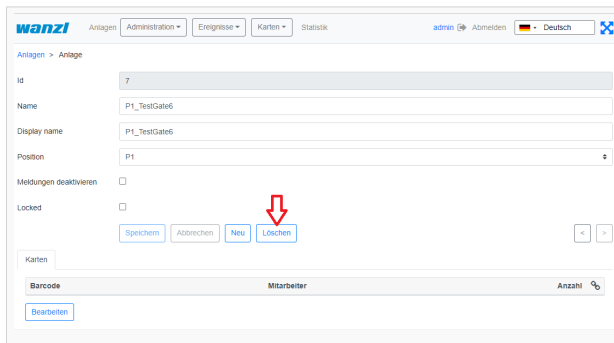 wanzl Anlagen Administration Ereignisse Karten Statistik admin Abmelden Deutsch
Anlagen > Anlage
Id 7
Name P1_TestGate6
Display name P1_TestGate6
Position P1
Meldungen deaktivieren
Locked
Speichern Abbrechen Neu Löschen < >
Karten
Barcode Mitarbeiter Anzahl
Bearbeiten